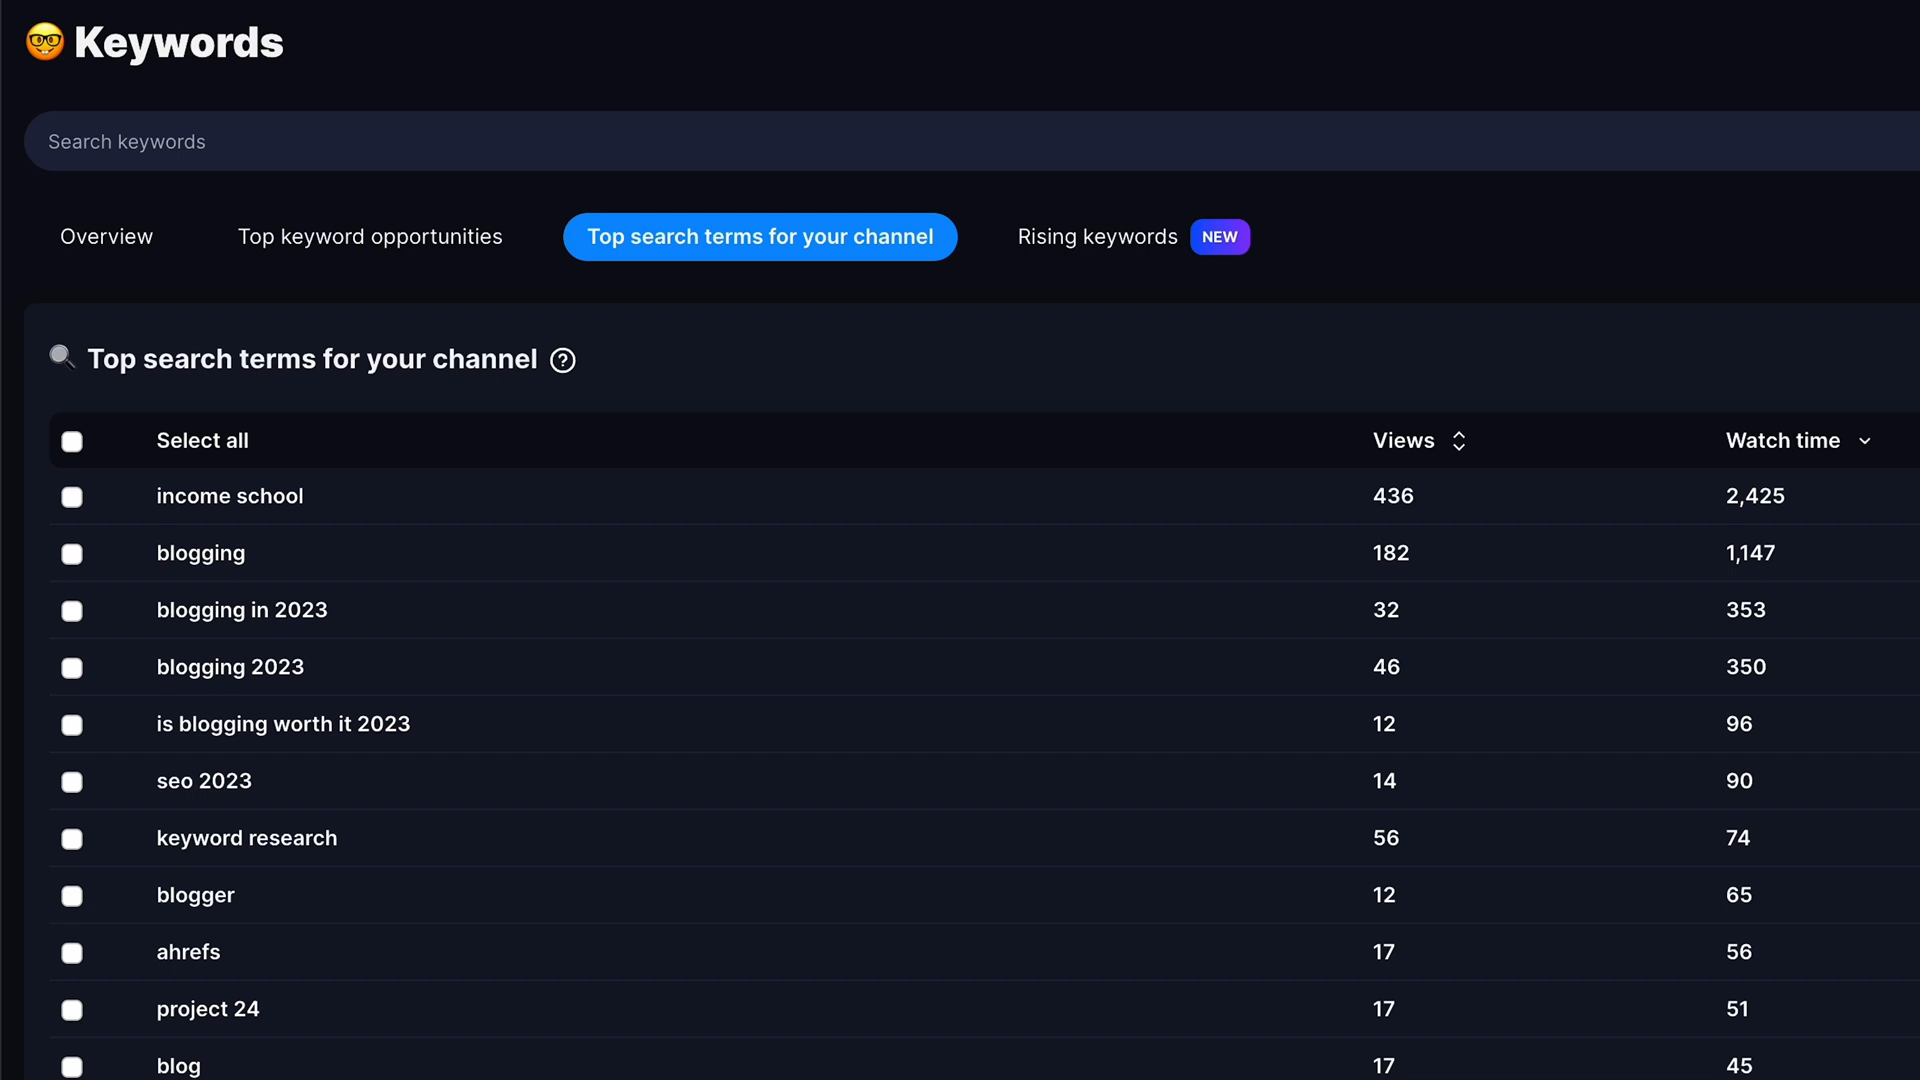 Keywords
Search keywords
Overview Top keyword opportunities Top search terms for your channel Rising keywords NEW
Top search terms for your channel ?
Select all Views Watch time
income school 436 2,425
blogging 182 1,147
blogging in 2023 32 353
blogging 2023 46 350
is blogging worth it 2023 12 96
seo 2023 14 90
keyword research 56 74
blogger 12 65
ahrefs 17 56
project 24 17 51
blog 17 45